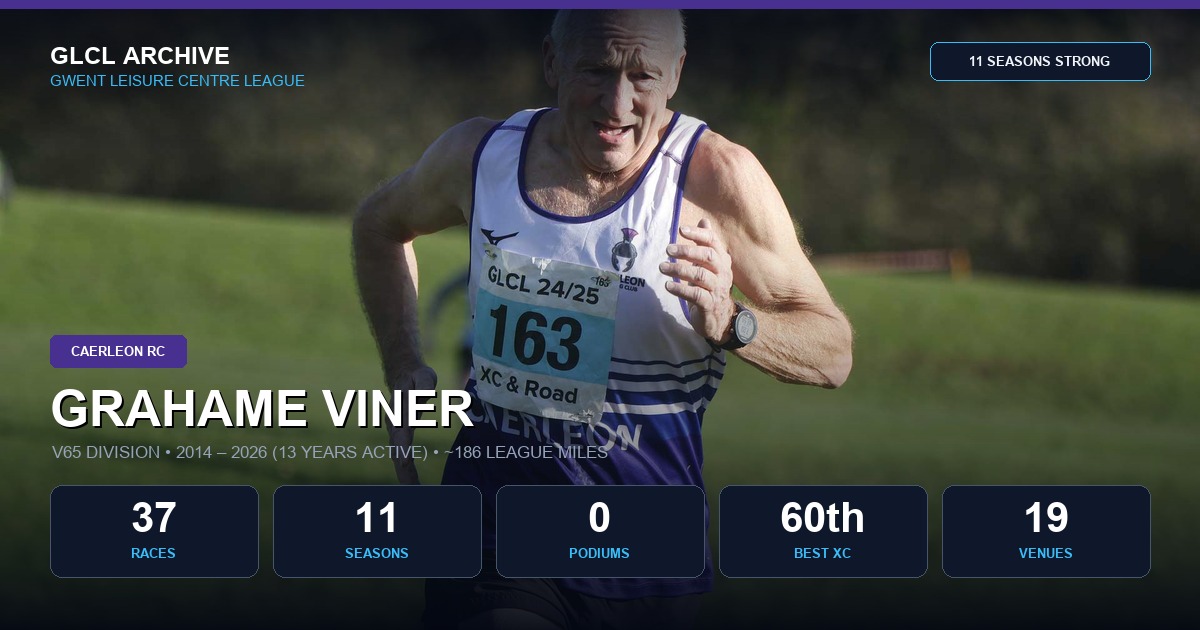 GLCL ARCHIVE
GWENT LEISURE CENTRE LEAGUE
11 SEASONS STRONG
LEON
GLCL 24/25
163
XC & Road
CAERLEON RC
GRAHAME VINER
CAERLEON
V65 DIVISION • 2014 – 2026 (13 YEARS ACTIVE) • ~186 LEAGUE MILES
37
RACES
11
SEASONS
0
PODIUMS
60th
BEST XC
19
VENUES